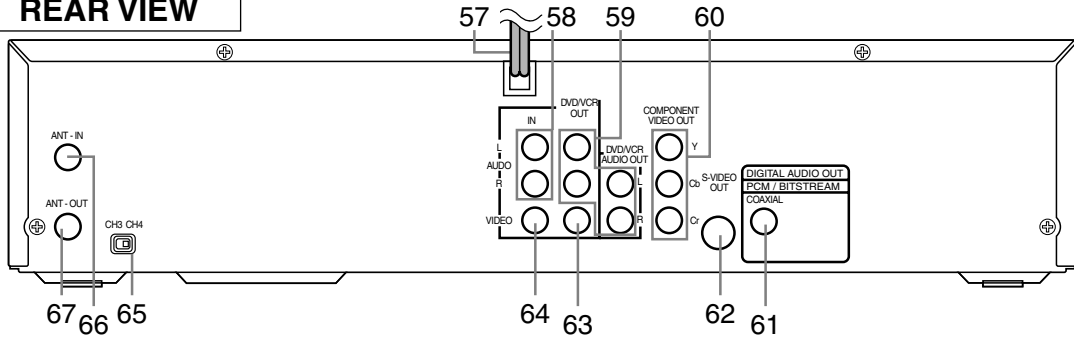 REAR VIEW
57 58 59 60
DVD/VCR
OUT
IN
COMPONENT
VIDEO OUT
ANT - IN
L
AUDO
R
DVD/VCR
AUDIO OUT
L
R
Y
Cb
Cr
S-VIDEO
OUT
DIGITAL AUDIO OUT
PCM / BITSTREAM
COAXIAL
ANT - OUT
CH3 CH4
VIDEO
67 66 65 64 63 62 61